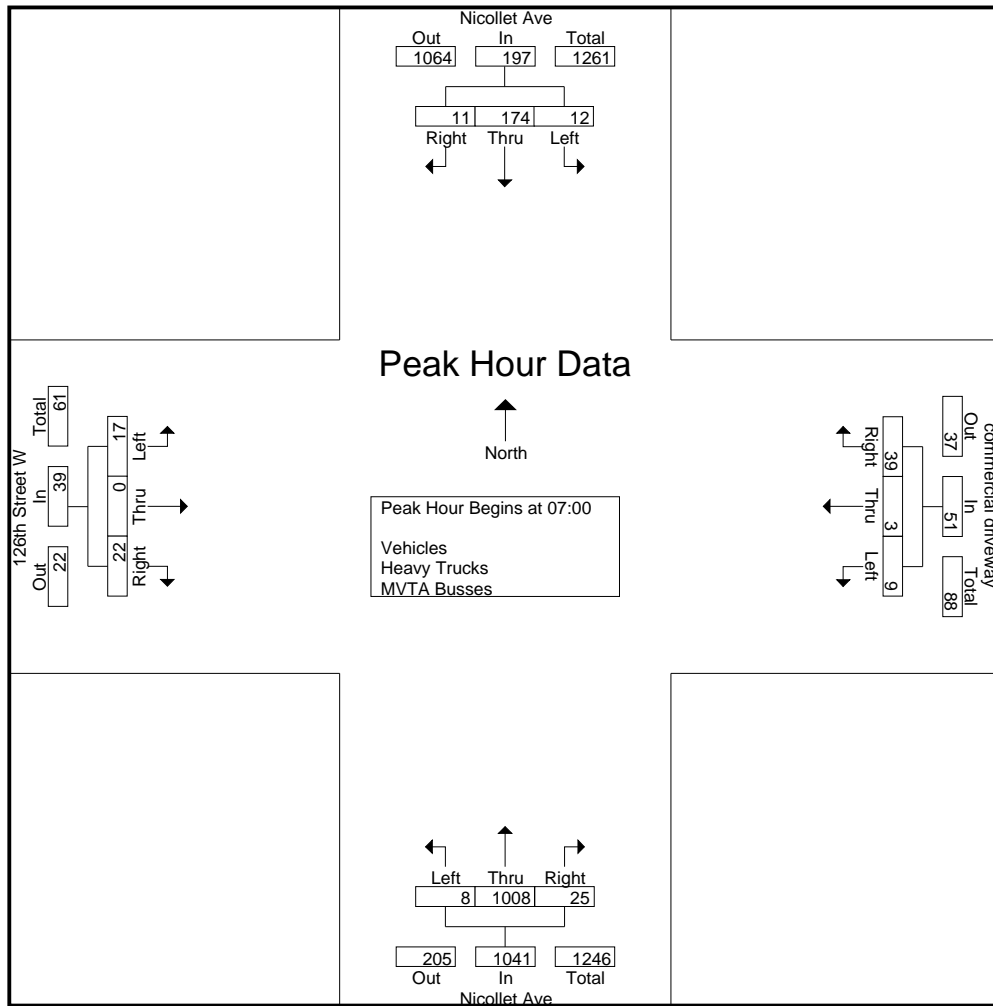 Nicollet Ave
Out In Total
1064 197 1261
11 174 12
Right Thru Left
Peak Hour Data
North
Peak Hour Begins at 07:00
Vehicles
Heavy Trucks
MVTA Busses
126th Street W
Out In Total
22 39 61
22 0 17
Right Thru Left
commercial driveway
Out In Total
37 51 88
39 3 9
Right Thru Left
Left Thru Right
8 1008 25
205 1041 1246
Out In Total
Nicollet Ave